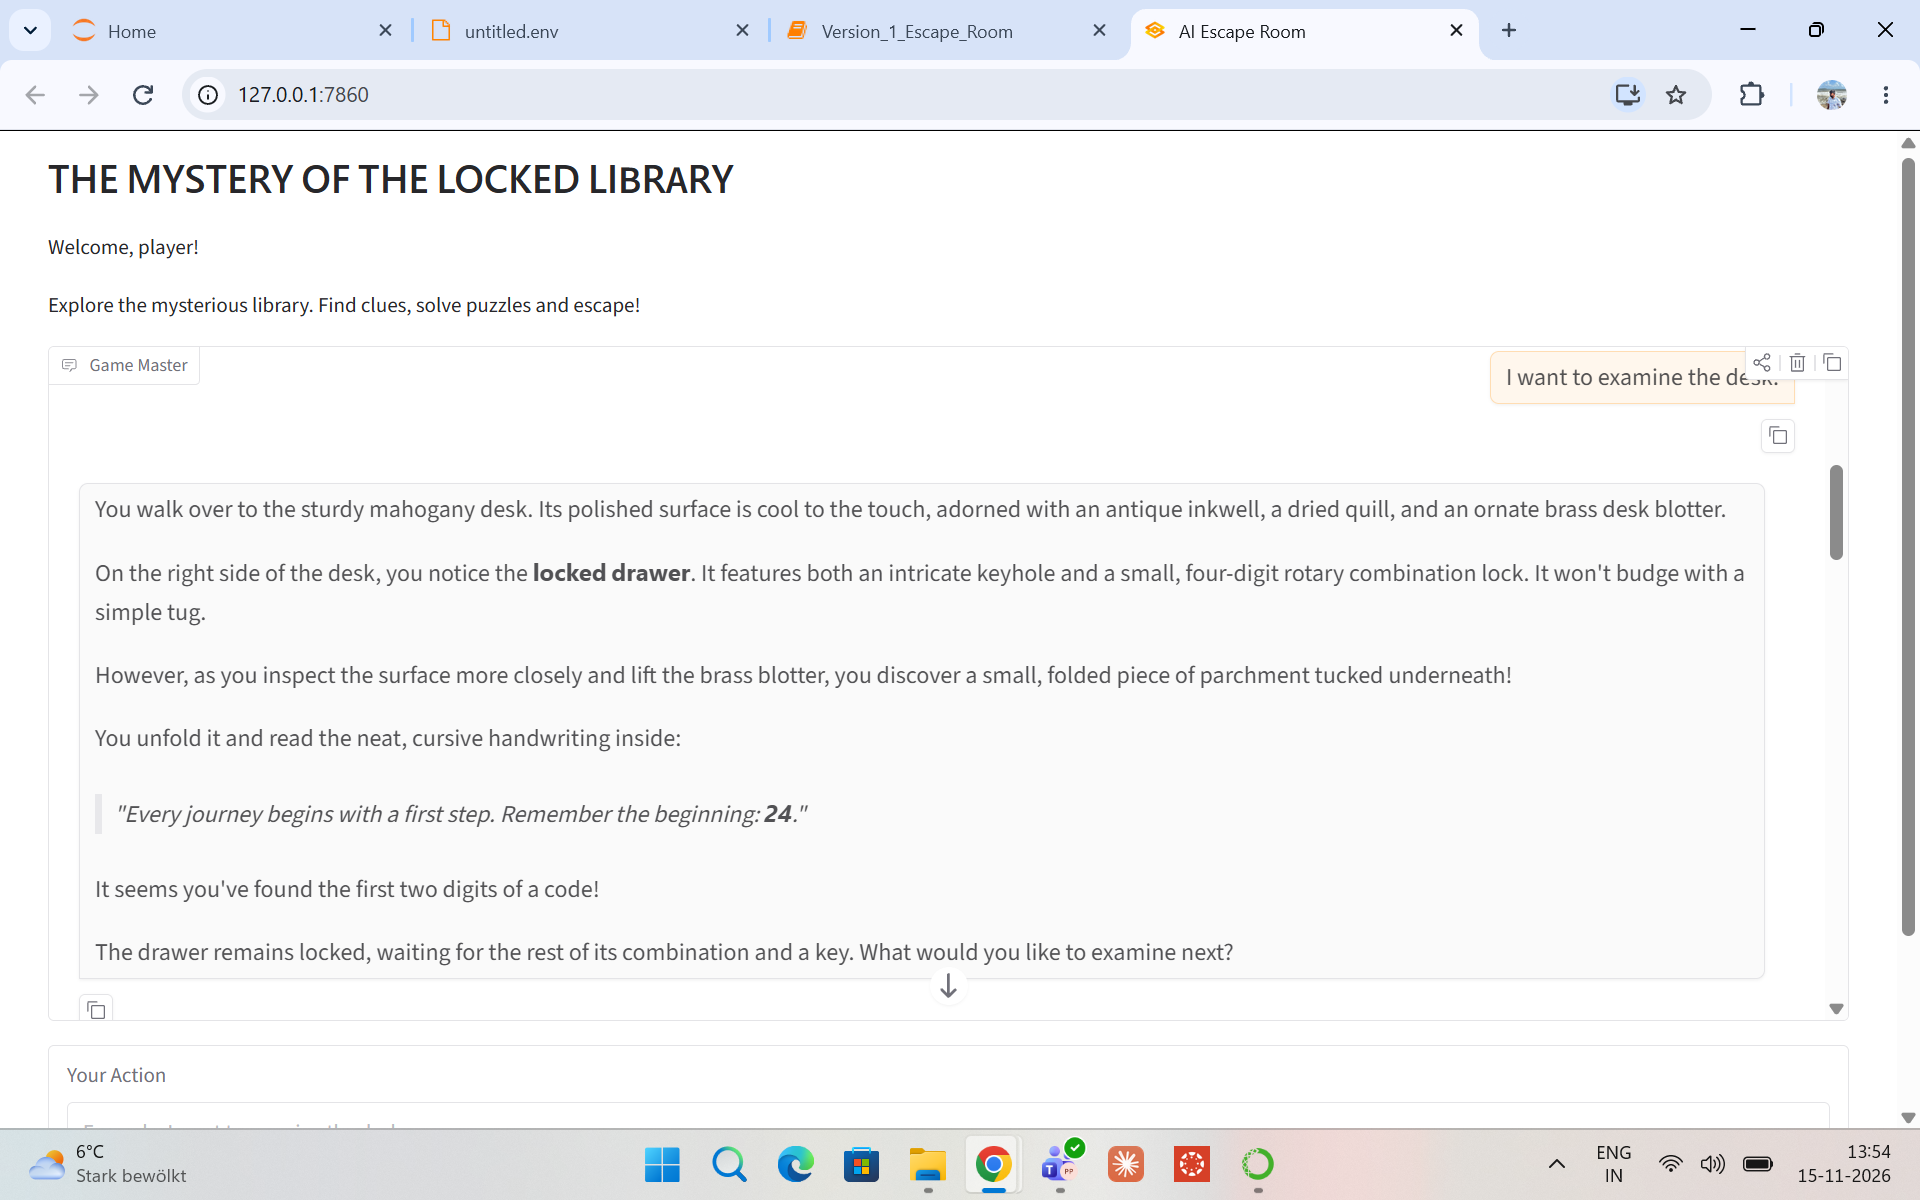 Home
untitled.env
Version_1_Escape_Room
AI Escape Room
127.0.0.1:7860
THE MYSTERY OF THE LOCKED LIBRARY
Welcome, player!
Explore the mysterious library. Find clues, solve puzzles and escape!
Game Master
I want to examine the desk.
You walk over to the sturdy mahogany desk. Its polished surface is cool to the touch, adorned with an antique inkwell, a dried quill, and an ornate brass desk blotter.
On the right side of the desk, you notice the locked drawer. It features both an intricate keyhole and a small, four-digit rotary combination lock. It won't budge with a
simple tug.
However, as you inspect the surface more closely and lift the brass blotter, you discover a small, folded piece of parchment tucked underneath!
You unfold it and read the neat, cursive handwriting inside:
"Every journey begins with a first step. Remember the beginning: 24."
It seems you've found the first two digits of a code!
The drawer remains locked, waiting for the rest of its combination and a key. What would you like to examine next?
Your Action
6°C
Stark bewölkt
ENG
IN
13:54
15-11-2026